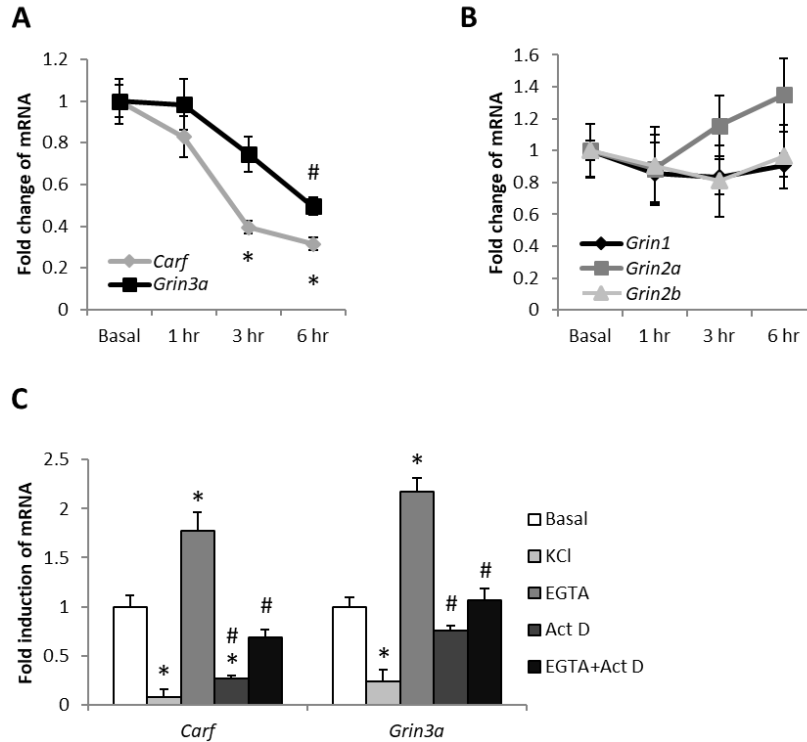 A
Fold change of mRNA
1.2
1
0.8
0.6
0.4
0.2
0
#
*
*
Carf
Grin3a
Basal 1 hr 3 hr 6 hr
B
Fold change of mRNA
1.6
1.4
1.2
1
0.8
0.6
0.4
0.2
0
Grin1
Grin2a
Grin2b
Basal 1 hr 3 hr 6 hr
C
Fold induction of mRNA
2.5
2
1.5
1
0.5
0
*
*
#
*
#
*
*
#
#
Carf Grin3a
Basal
KCl
EGTA
Act D
EGTA+Act D